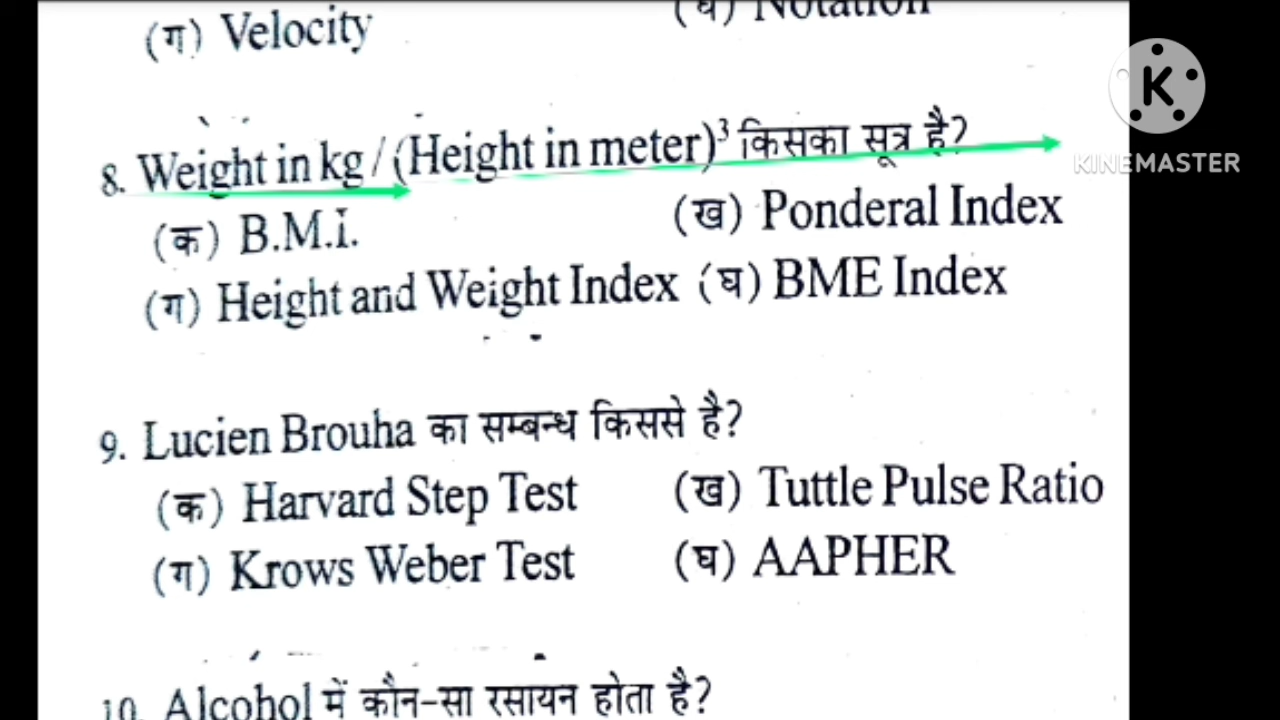 (ग) Velocity
(घ) Notation
8. Weight in kg / (Height in meter)³ किसका सूत्र है?
(क) B.M.I. (ख) Ponderal Index
(ग) Height and Weight Index (घ) BME Index
9. Lucien Brouha का सम्बन्ध किससे है?
(क) Harvard Step Test (ख) Tuttle Pulse Ratio
(ग) Krows Weber Test (घ) AAPHER
10. Alcohol में कौन-सा रसायन होता है?
K
KINEMASTER